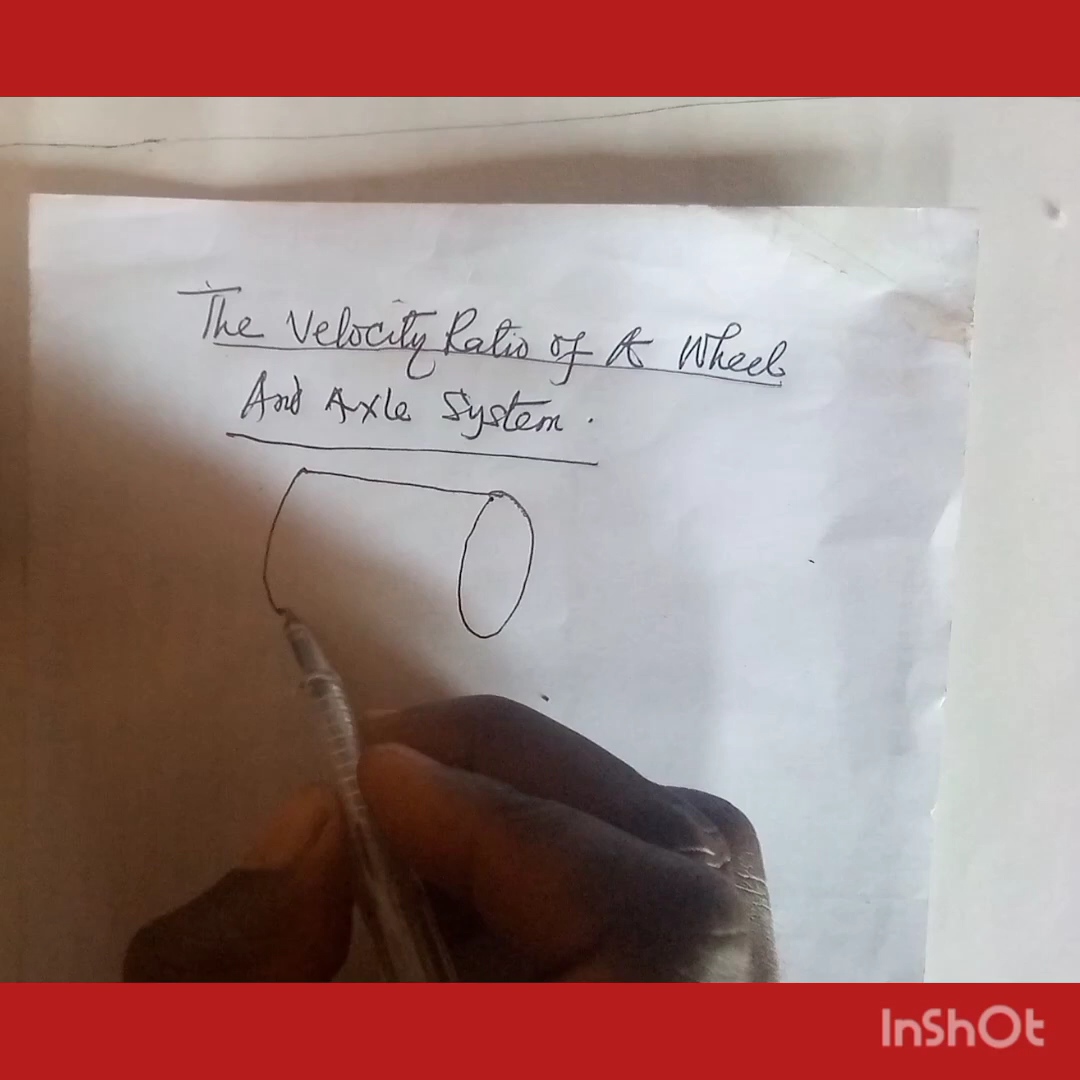 The Velocity Ratio of A Wheel
And Axle System.
InShOt